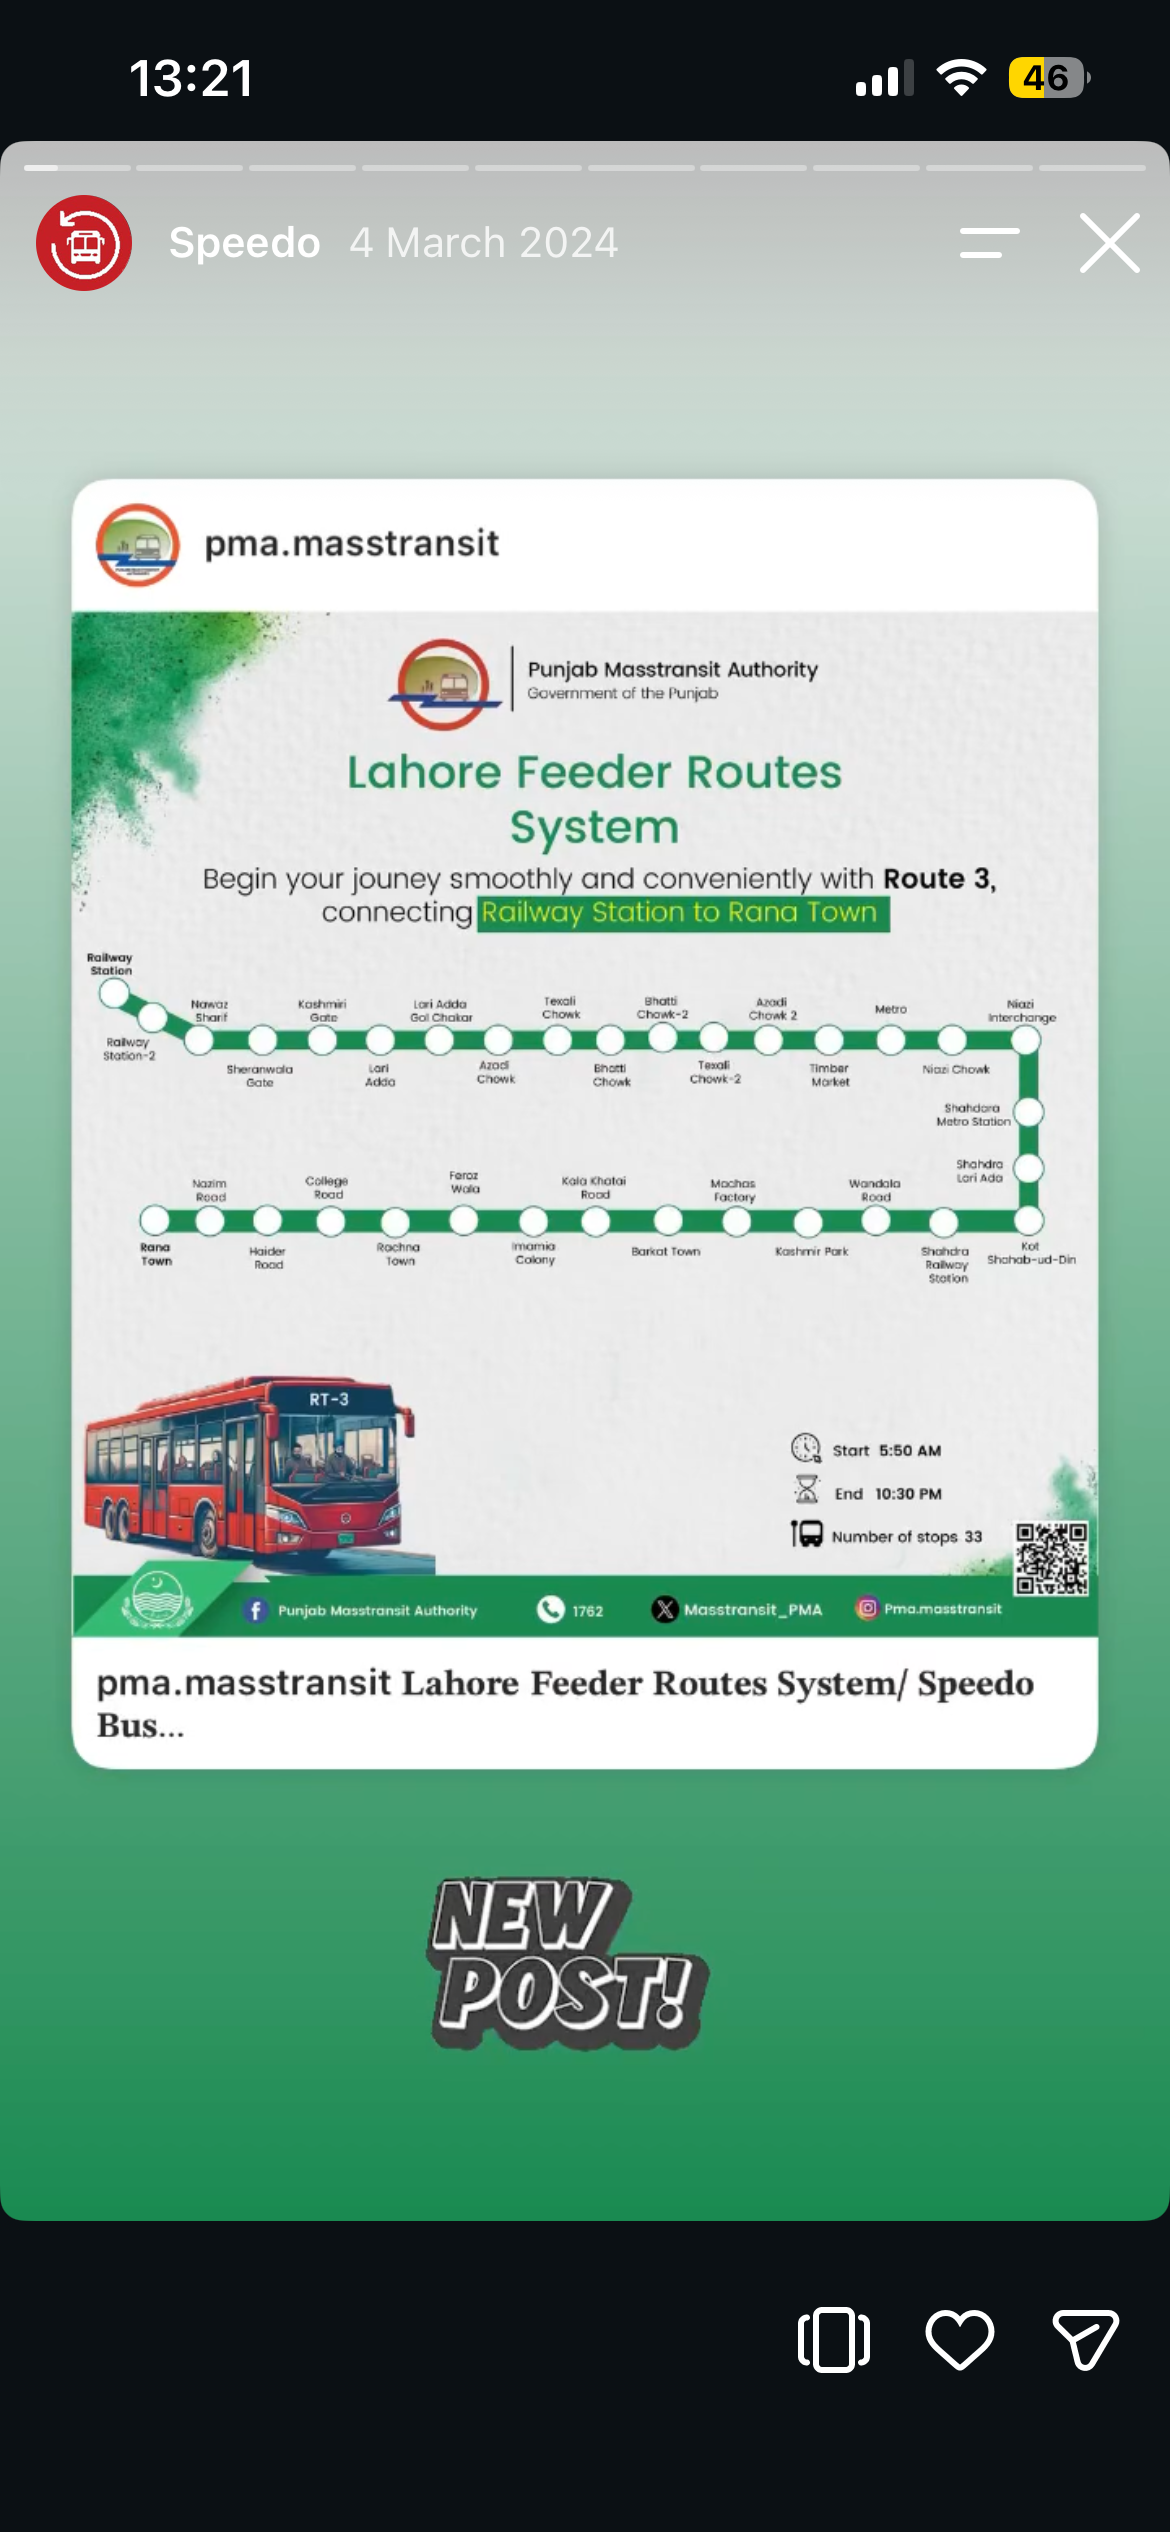 13:21
46
Speedo 4 March 2024
pma.masstransit
Punjab Masstransit Authority
Government of the Punjab
Lahore Feeder Routes
System
Begin your jouney smoothly and conveniently with Route 3,
connecting Railway Station to Rana Town
Railway
Station
Railway
Station-2
Nawaz
Sharif
Sheranwala
Gate
Kashmiri
Gate
Lari
Adda
Lari Adda
Gol Chakar
Azadi
Chowk
Texali
Chowk
Bhatti
Chowk
Bhatti
Chowk-2
Texali
Chowk-2
Azadi
Chowk 2
Timber
Market
Metro
Niazi Chowk
Niazi
Interchange
Shahdara
Metro Station
Shahdra
Lari Ada
Kot
Shahab-ud-Din
Shahdra
Railway
Station
Wandala
Road
Kashmir Park
Machas
Factory
Barkat Town
Kala Khatai
Road
Imamia
Colony
Feroz
Wala
Rachna
Town
College
Road
Haider
Road
Nazim
Road
Rana
Town
RT-3
Start 5:50 AM
End 10:30 PM
Number of stops 33
Punjab Masstransit Authority
1762
Masstransit_PMA
Pma.masstransit
pma.masstransit Lahore Feeder Routes System/ Speedo
Bus...
NEW
POST!